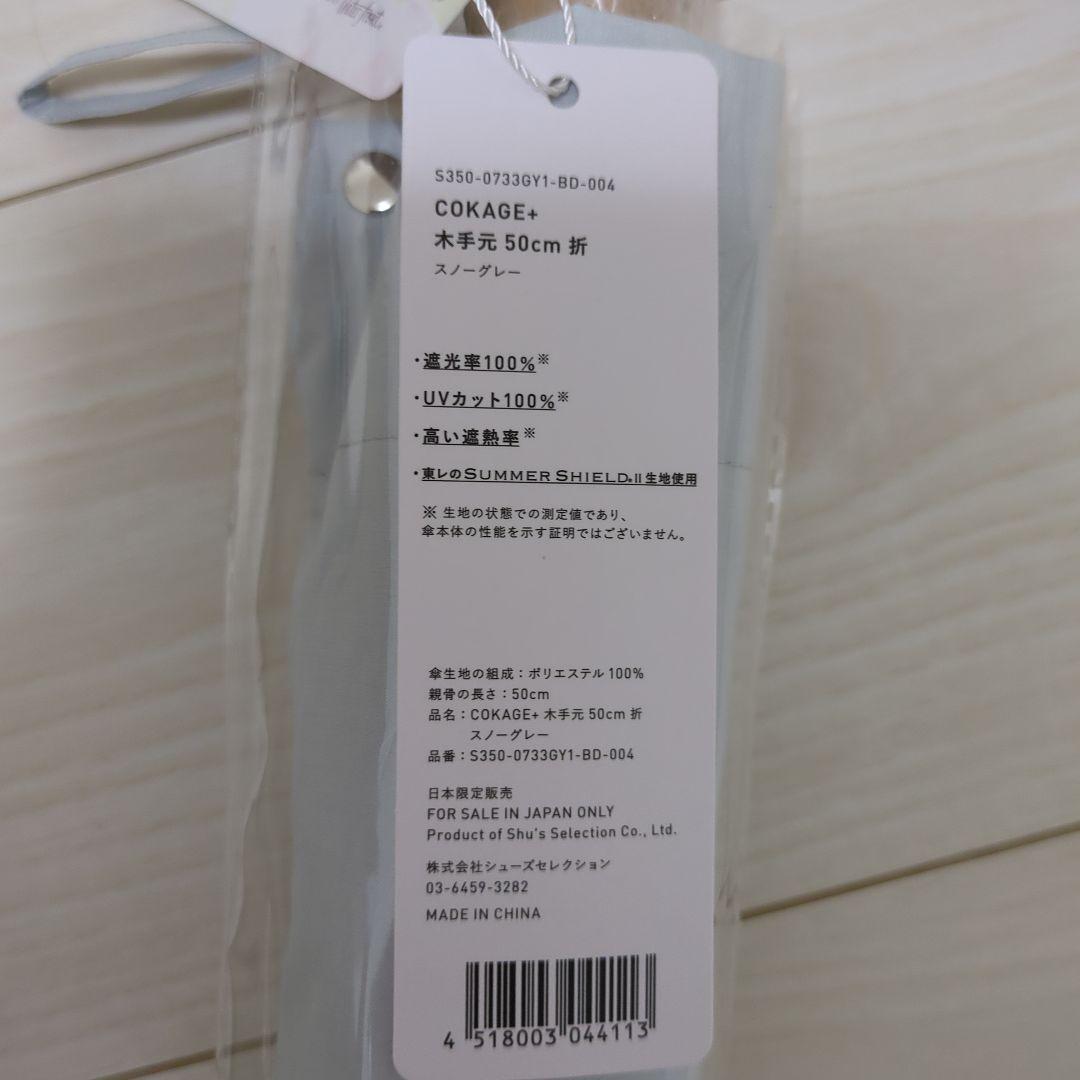 S350-0733GY1-BD-004
COKAGE+
木手元 50cm 折
スノーグレー
・遮光率100%※
・UVカット100%※
・高い遮熱率※
・東レのSUMMER SHIELD®II生地使用
※ 生地の状態での測定値であり、
傘本体の性能を示す証明ではございません。
傘生地の組成：ポリエステル 100%
親骨の長さ：50cm
品名：COKAGE+ 木手元 50cm 折
スノーグレー
品番：S350-0733GY1-BD-004
日本限定販売
FOR SALE IN JAPAN ONLY
Product of Shu's Selection Co., Ltd.
株式会社シューズセレクション
03-6459-3282
MADE IN CHINA
4 518003 044113